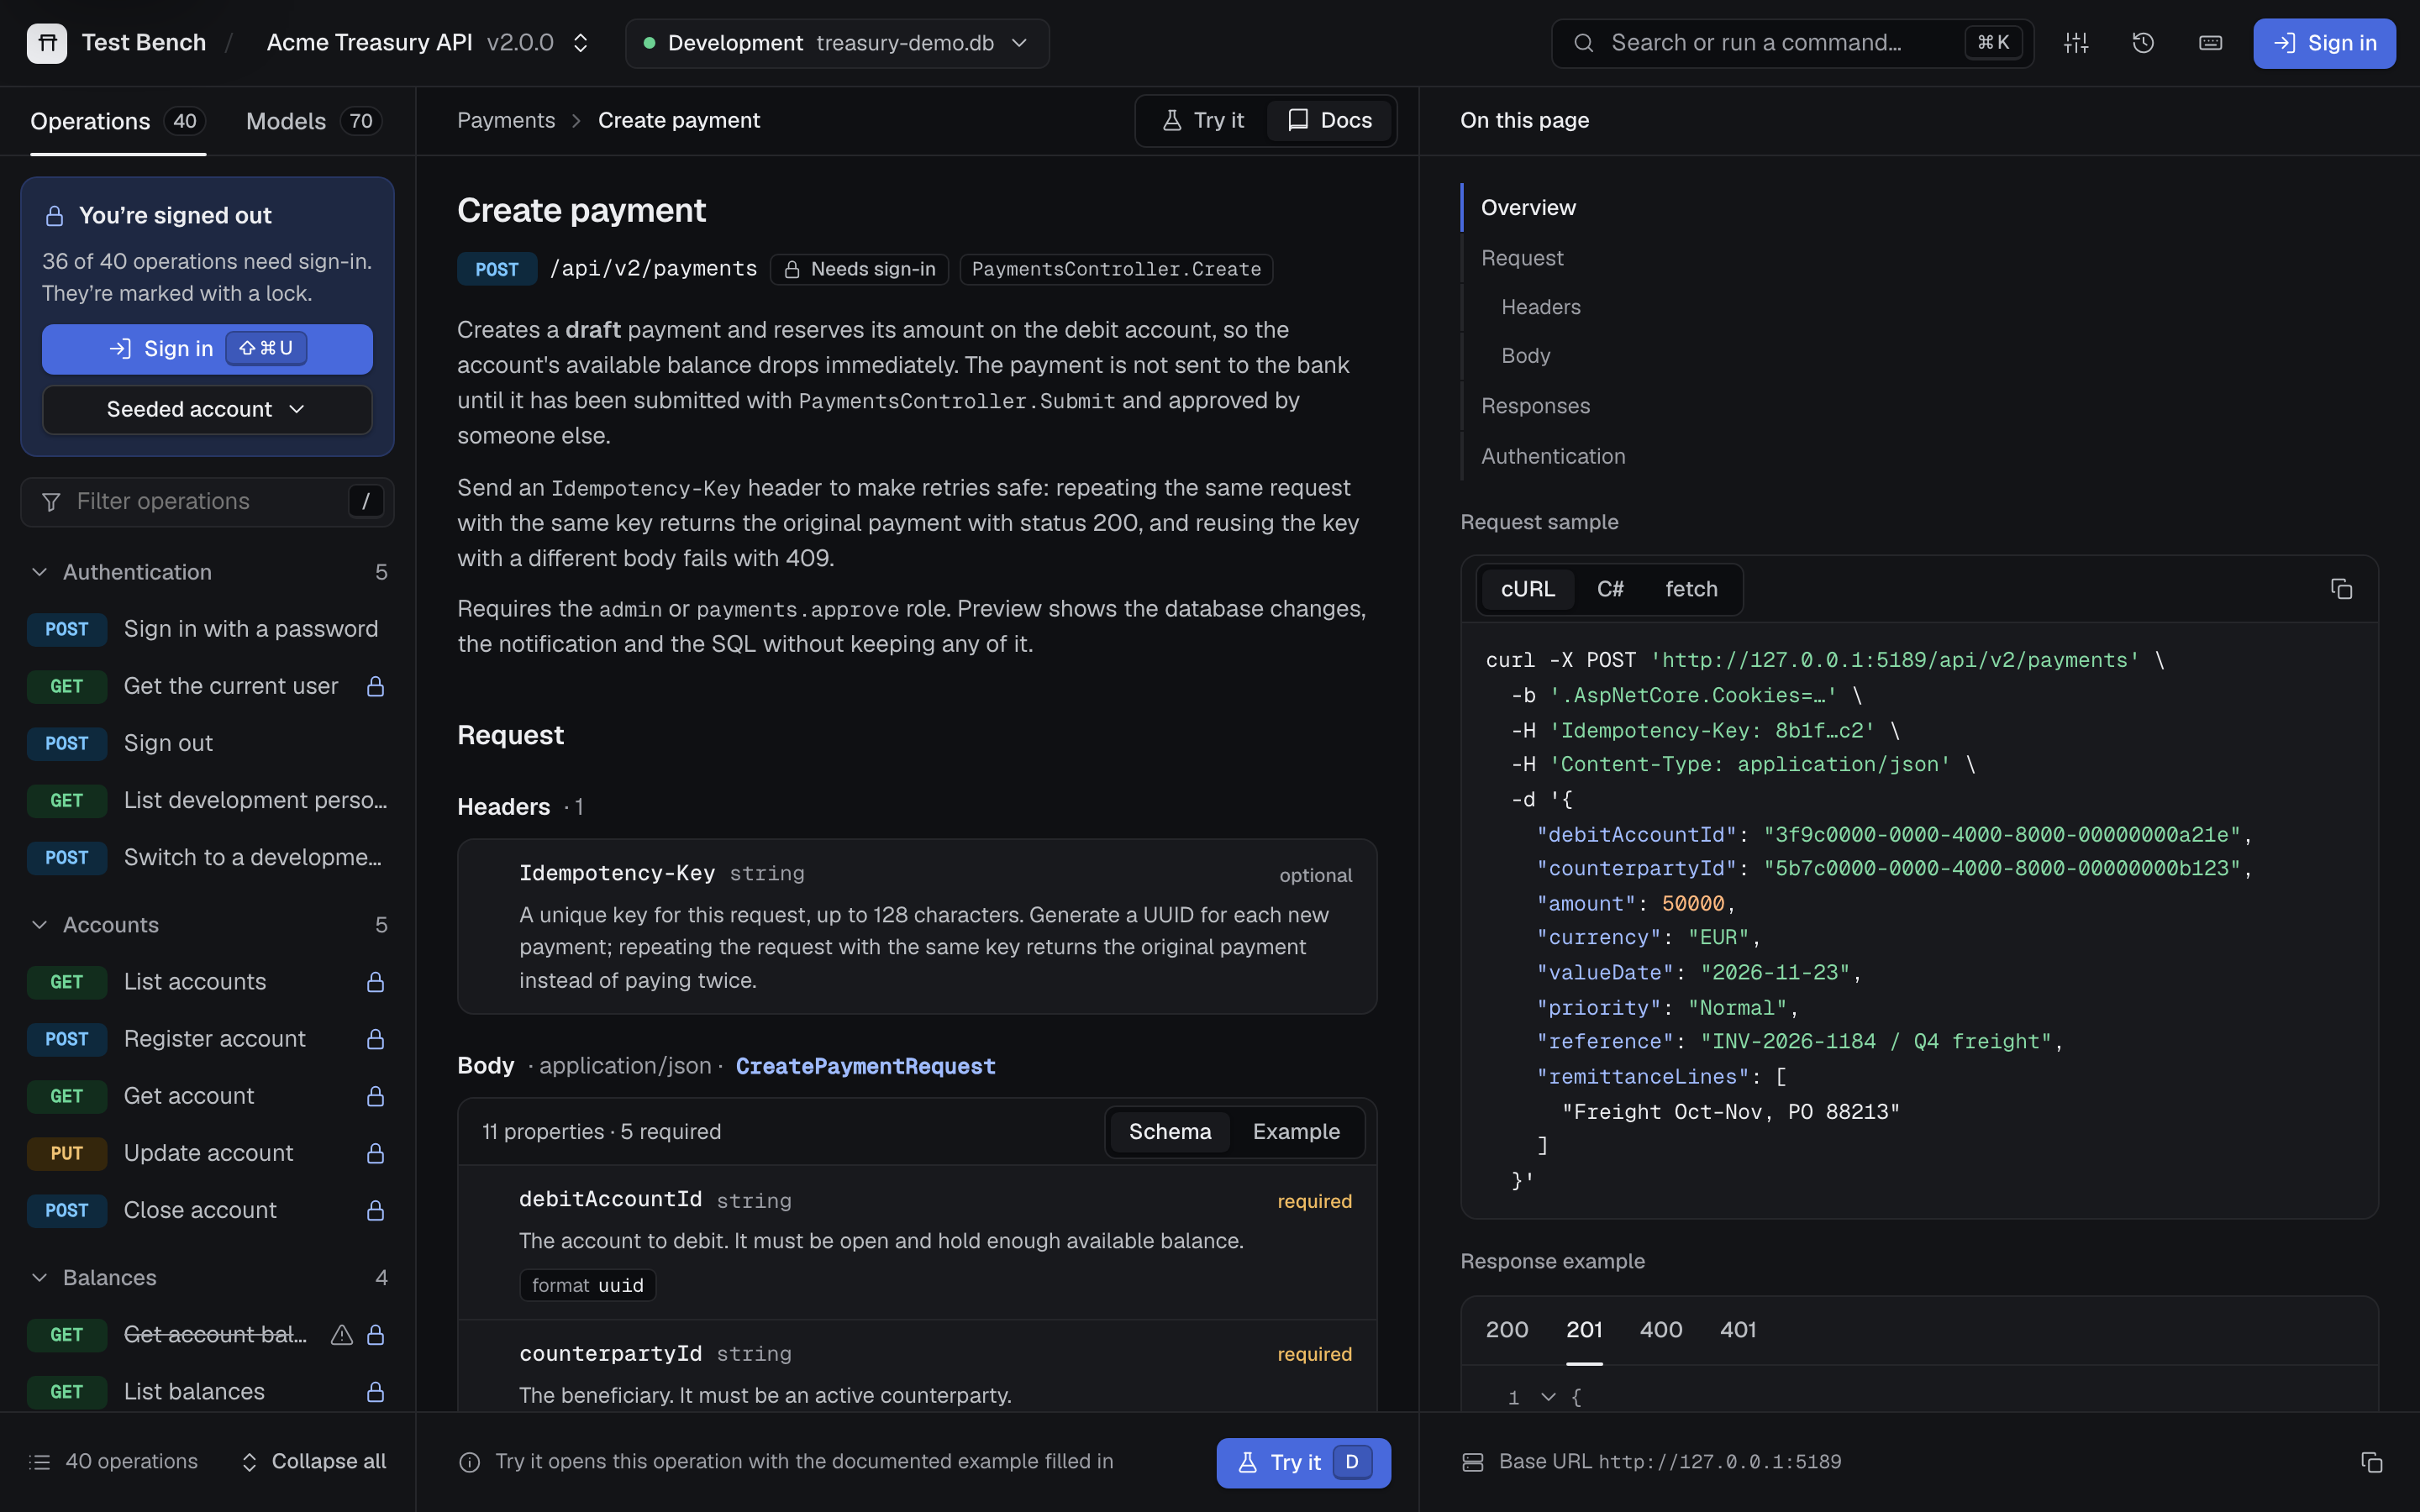 Test Bench / Acme Treasury API v2.0.0
Development treasury-demo.db
Search or run a command... ⌘K
Sign in
Operations 40 Models 70
You’re signed out
36 of 40 operations need sign-in.
They’re marked with a lock.
Sign in ⇧⌘U
Seeded account
Filter operations /
Authentication 5
POST Sign in with a password
GET Get the current user
POST Sign out
GET List development perso...
POST Switch to a developme...
Accounts 5
GET List accounts
POST Register account
GET Get account
PUT Update account
POST Close account
Balances 4
GET Get account bal...
GET List balances
40 operations Collapse all
Payments > Create payment
Try it Docs
Create payment
POST /api/v2/payments Needs sign-in PaymentsController.Create
Creates a draft payment and reserves its amount on the debit account, so the
account's available balance drops immediately. The payment is not sent to the bank
until it has been submitted with PaymentsController.Submit and approved by
someone else.
Send an Idempotency-Key header to make retries safe: repeating the same request
with the same key returns the original payment with status 200, and reusing the key
with a different body fails with 409.
Requires the admin or payments.approve role. Preview shows the database changes,
the notification and the SQL without keeping any of it.
Request
Headers · 1
Idempotency-Key string optional
A unique key for this request, up to 128 characters. Generate a UUID for each new
payment; repeating the request with the same key returns the original payment
instead of paying twice.
Body · application/json · CreatePaymentRequest
11 properties · 5 required Schema Example
debitAccountId string required
The account to debit. It must be open and hold enough available balance.
format uuid
counterpartyId string required
The beneficiary. It must be an active counterparty.
Try it opens this operation with the documented example filled in
Try it D
On this page
Overview
Request
Headers
Body
Responses
Authentication
Request sample
cURL C# fetch
curl -X POST 'http://127.0.0.1:5189/api/v2/payments' \
-b '.AspNetCore.Cookies=…' \
-H 'Idempotency-Key: 8b1f…c2' \
-H 'Content-Type: application/json' \
-d '{
"debitAccountId": "3f9c0000-0000-4000-8000-00000000a21e",
"counterpartyId": "5b7c0000-0000-4000-8000-00000000b123",
"amount": 50000,
"currency": "EUR",
"valueDate": "2026-11-23",
"priority": "Normal",
"reference": "INV-2026-1184 / Q4 freight",
"remittanceLines": [
"Freight Oct-Nov, PO 88213"
]
}'
Response example
200 201 400 401
1 {
Base URL http://127.0.0.1:5189